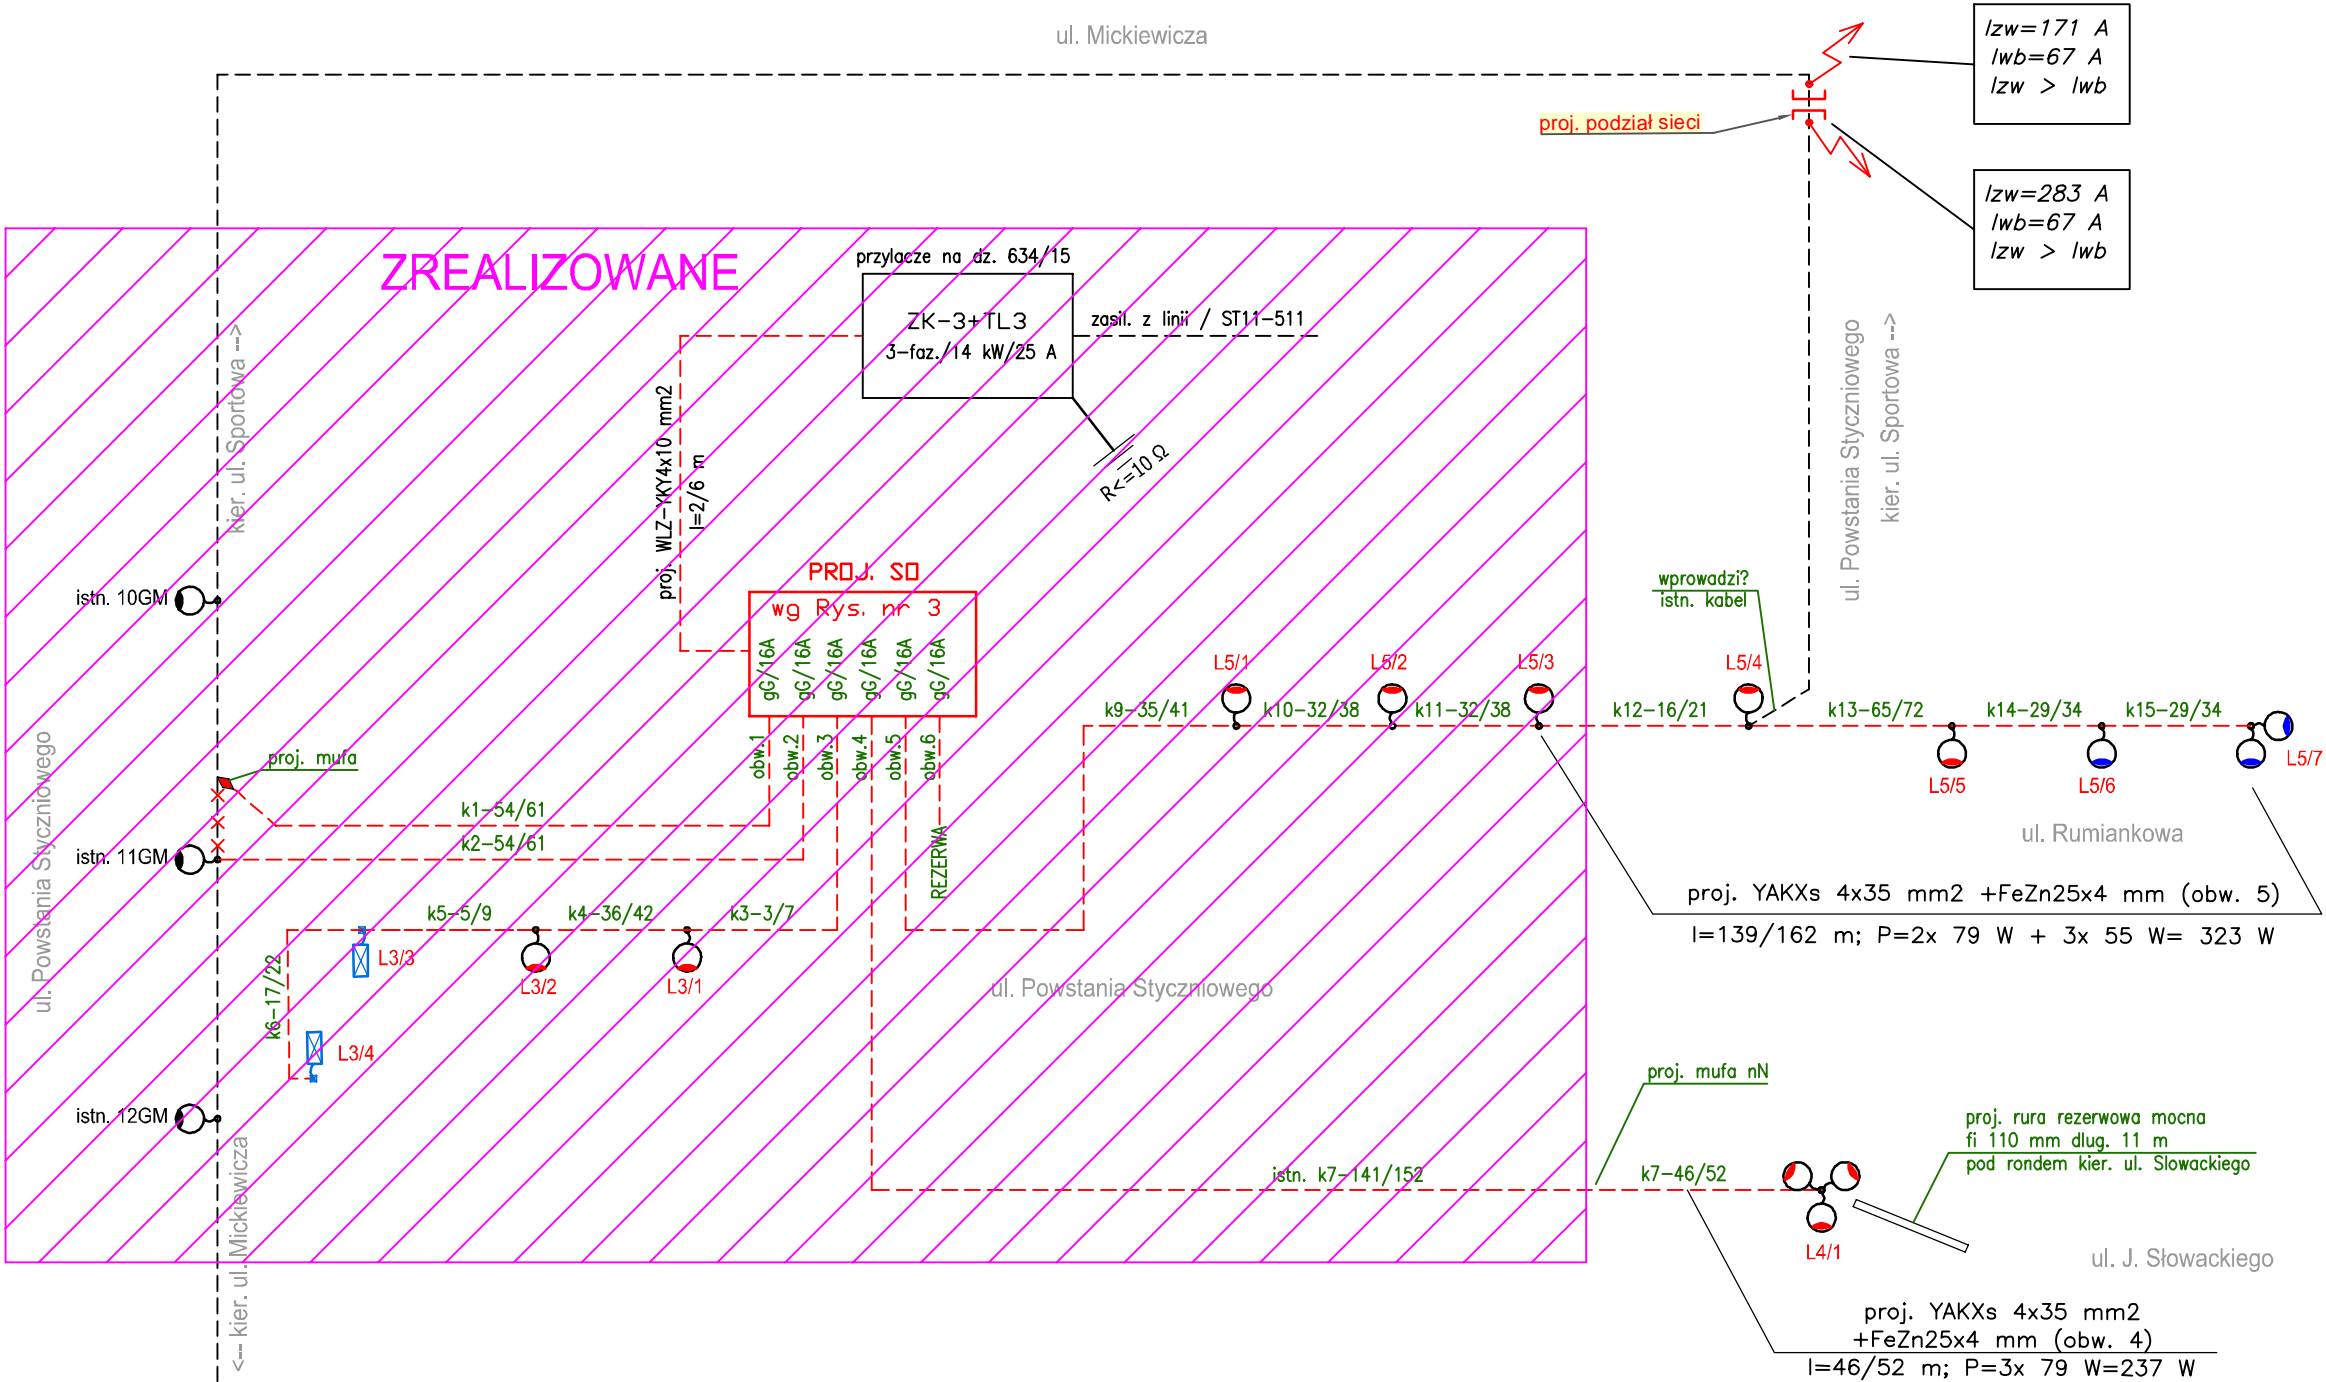 ul. Mickiewicza
Izw=171 A
Iwb=67 A
Izw > Iwb
proj. podział sieci
Izw=283 A
Iwb=67 A
Izw > Iwb
ZREALIZOWANE
przylacze na dz. 634/15
ZK-3+TL3
3-faz./14 kW/25 A
zasil. z linii / ST11-511
R<=10 Ω
proj. WLZ-YKY4x10 mm2
l=2/6 m
kier. ul. Sportowa -->
ul. Powstania Styczniowego
kier. ul. Sportowa -->
PROJ. SO
wg Rys. nr 3
gG/16A
gG/16A
gG/16A
gG/16A
gG/16A
gG/16A
obw.1
obw.2
obw.3
obw.4
obw.5
obw.6
REZERWA
istn. 10GM
wprowadzi?
istn. kabel
L5/1
L5/2
L5/3
L5/4
k9-35/41
k10-32/38
k11-32/38
k12-16/21
k13-65/72
k14-29/34
k15-29/34
L5/5
L5/6
L5/7
proj. mufa
k1-54/61
k2-54/61
istn. 11GM
ul. Powstania Styczniowego
ul. Rumiankowa
proj. YAKXs 4x35 mm2 +FeZn25x4 mm (obw. 5)
l=139/162 m; P=2x 79 W + 3x 55 W= 323 W
k5-5/9
k4-36/42
k3-3/7
L3/3
L3/2
L3/1
k6-17/22
L3/4
ul. Powstania Styczniowego
istn. 12GM
<-- kier. ul. Mickiewicza
proj. mufa nN
istn. k7-141/152
k7-46/52
proj. rura rezerwowa mocna
fi 110 mm dlug. 11 m
pod rondem kier. ul. Slowackiego
L4/1
ul. J. Słowackiego
proj. YAKXs 4x35 mm2
+FeZn25x4 mm (obw. 4)
l=46/52 m; P=3x 79 W=237 W